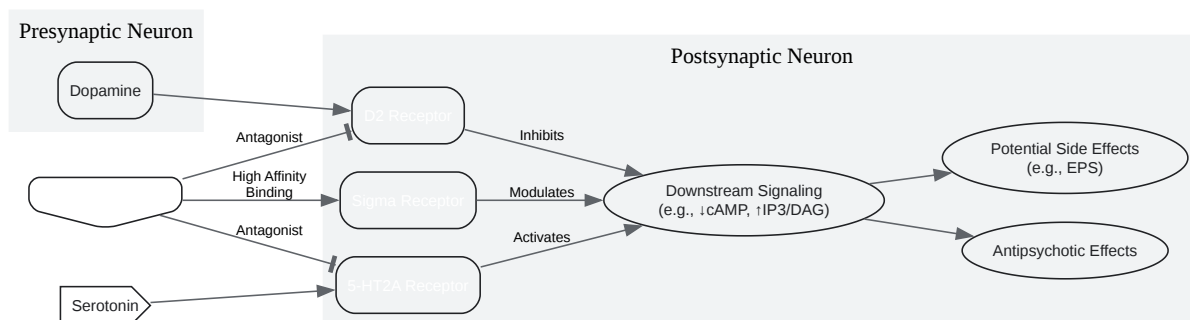 Presynaptic Neuron
Postsynaptic Neuron
Dopamine
D2 Receptor
Antagonist
Inhibits
High Affinity
Binding
Sigma Receptor
Modulates
Downstream Signaling
(e.g., ↓cAMP, ↑IP3/DAG)
Potential Side Effects
(e.g., EPS)
Antagonist
Activates
Antipsychotic Effects
5-HT2A Receptor
Serotonin